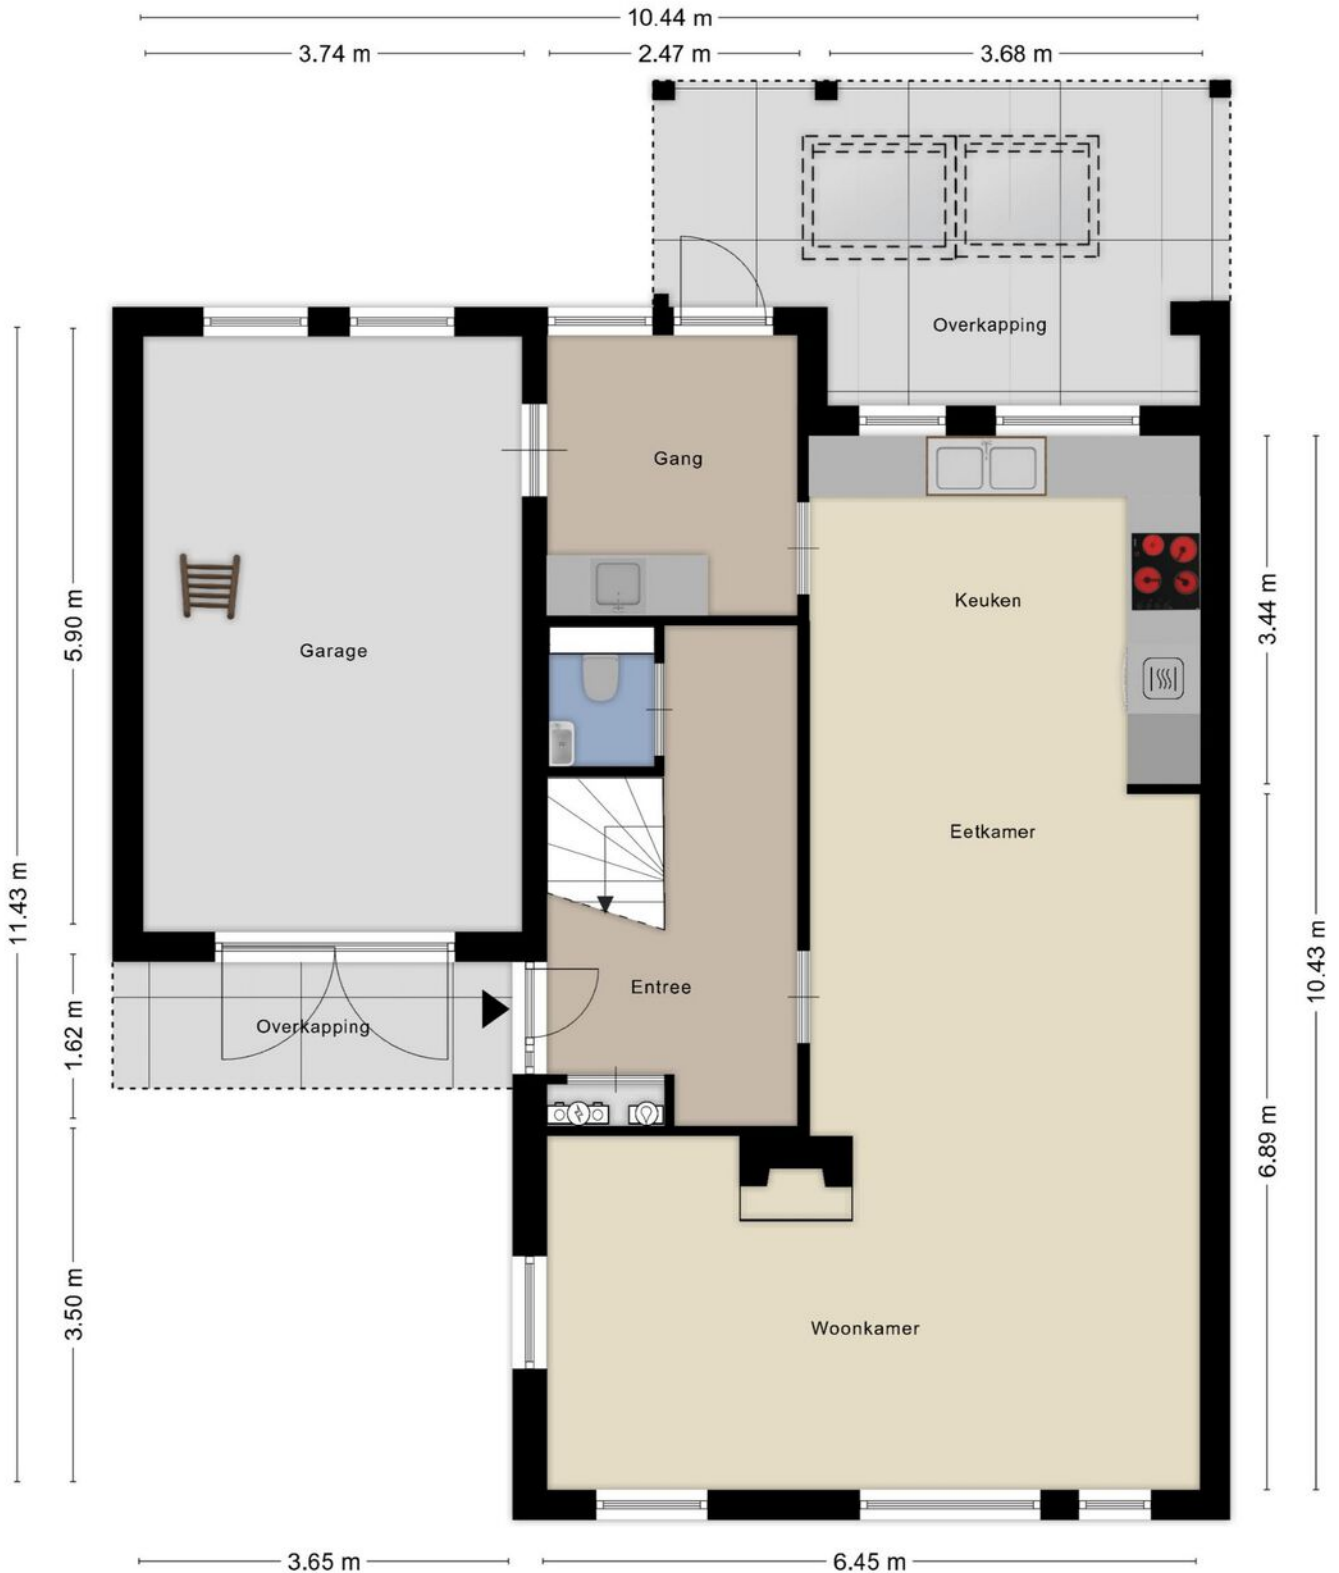 10.44 m
3.74 m
2.47 m
3.68 m
Overkapping
Gang
Keuken
Garage
5.90 m
3.44 m
Eetkamer
11.43 m
10.43 m
Entree
Overkapping
1.62 m
6.89 m
3.50 m
Woonkamer
3.65 m
6.45 m